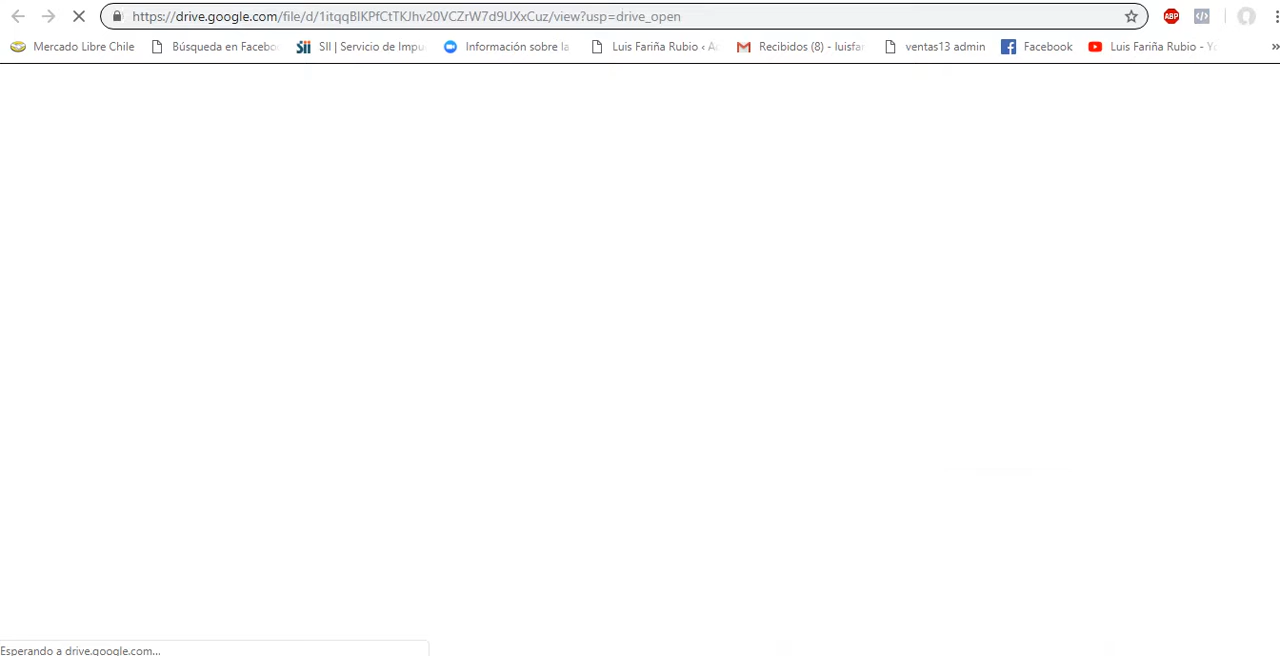 https://drive.google.com/file/d/1itqqBlKPfCtTKJhv20VCZrW7d9UXxCuz/view?usp=drive_open
ABP
Mercado Libre Chile Búsqueda en Facebo SII | Servicio de Impu Información sobre la Luis Fariña Rubio ‹ A Recibidos (8) - luisfar ventas13 admin Facebook Luis Fariña Rubio - Yo »
Esperando a drive.google.com...